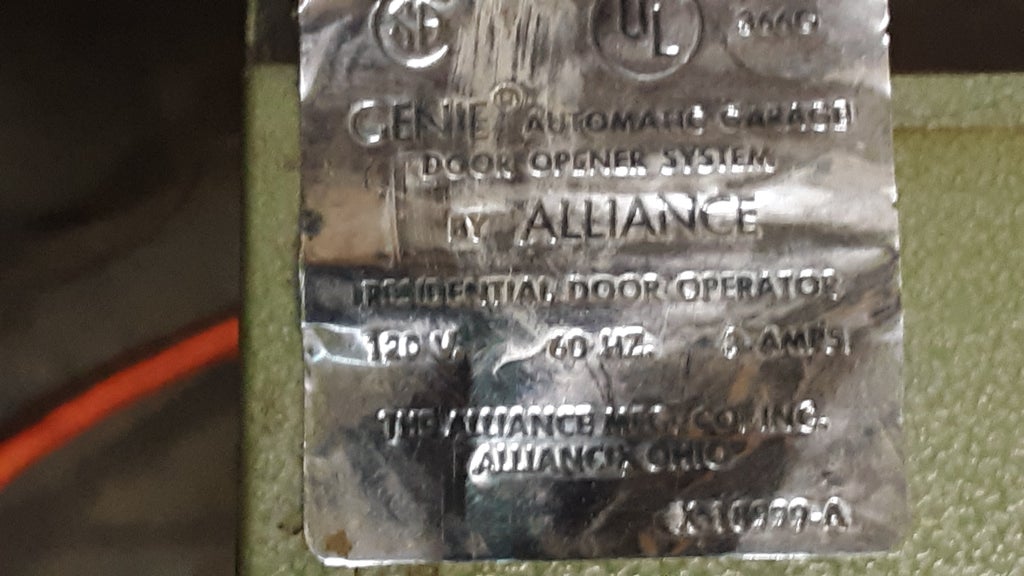 UL
GENIE® AUTOMATIC GARAGE
DOOR OPENER SYSTEM
BY ALLIANCE
RESIDENTIAL DOOR OPERATOR
120 V. 60 HZ. AMPS.
THE ALLIANCE MFG. CO. INC.
ALLIANCE, OHIO